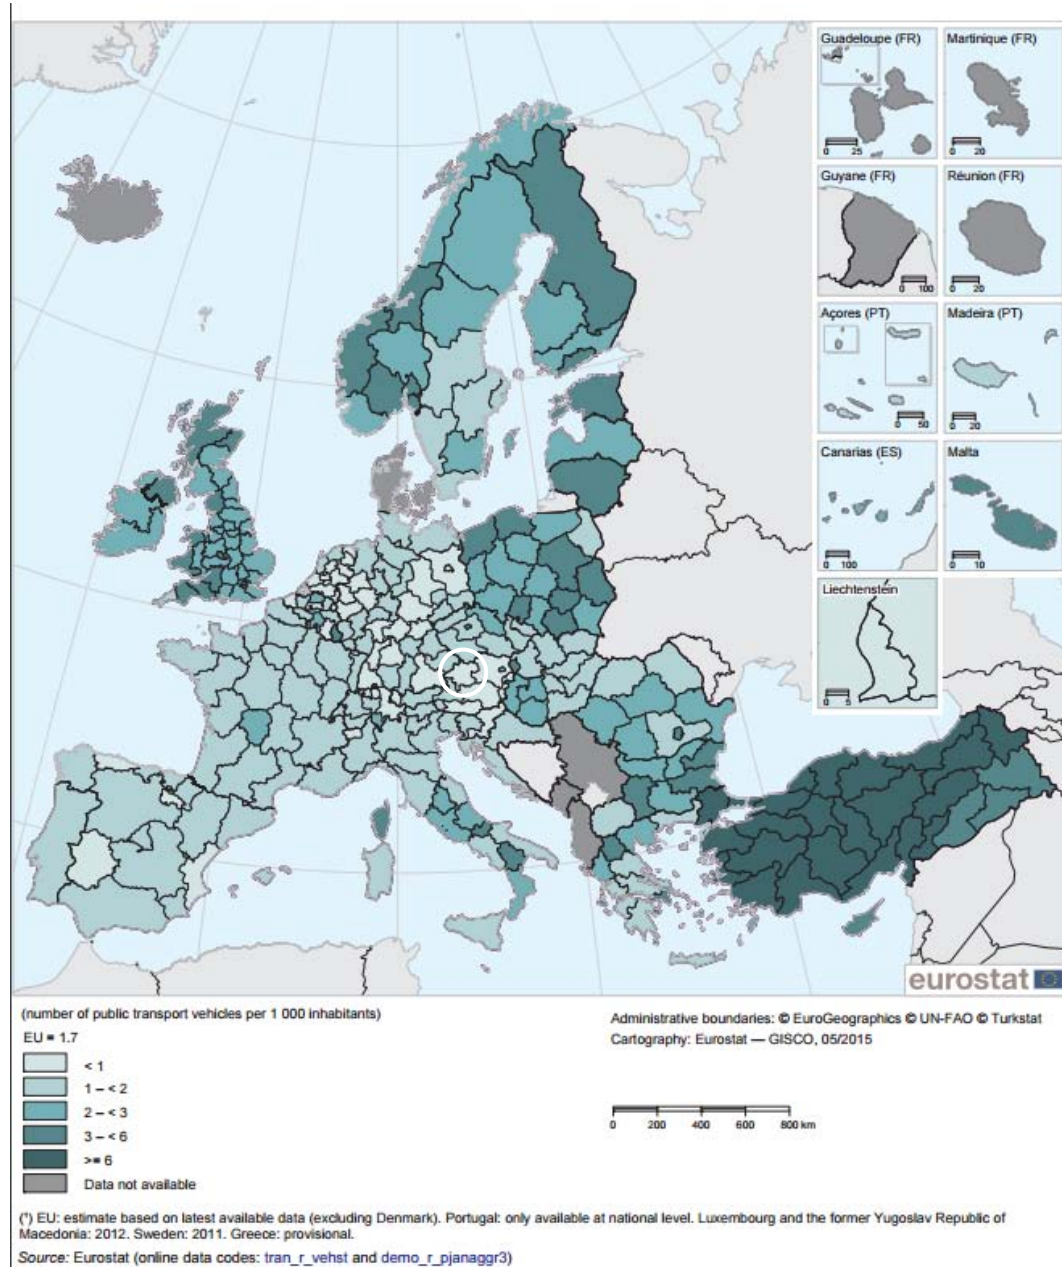 Guadeloupe (FR)
Martinique (FR)
0 25
0 20
Guyane (FR)
Réunion (FR)
0 100
0 20
Açores (PT)
Madeira (PT)
0 50
0 20
Canarias (ES)
Malta
0 100
0 10
Liechtenstein
0 5
eurostat
(number of public transport vehicles per 1 000 inhabitants)
EU = 1.7
< 1
1 – < 2
2 – < 3
3 – < 6
>= 6
Data not available
Administrative boundaries: © EuroGeographics © UN-FAO © Turkstat
Cartography: Eurostat — GISCO, 05/2015
0 200 400 600 800 km
(¹) EU: estimate based on latest available data (excluding Denmark). Portugal: only available at national level. Luxembourg and the former Yugoslav Republic of
Macedonia: 2012. Sweden: 2011. Greece: provisional.
Source: Eurostat (online data codes: tran_r_vehst and demo_r_pjanaggr3)